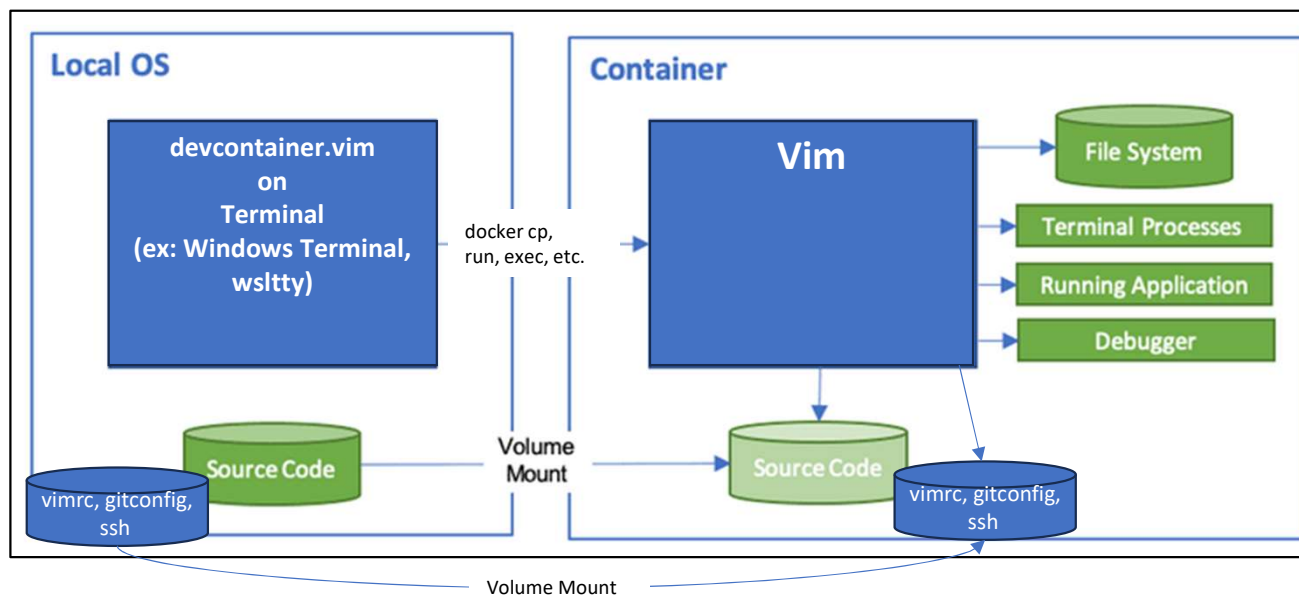 Local OS
devcontainer.vim
on
Terminal
(ex: Windows Terminal,
wsltty)
docker cp,
run, exec, etc.
Container
Vim
File System
Terminal Processes
Running Application
Debugger
Source Code
Volume
Mount
Source Code
vimrc, gitconfig,
ssh
vimrc, gitconfig,
ssh
Volume Mount